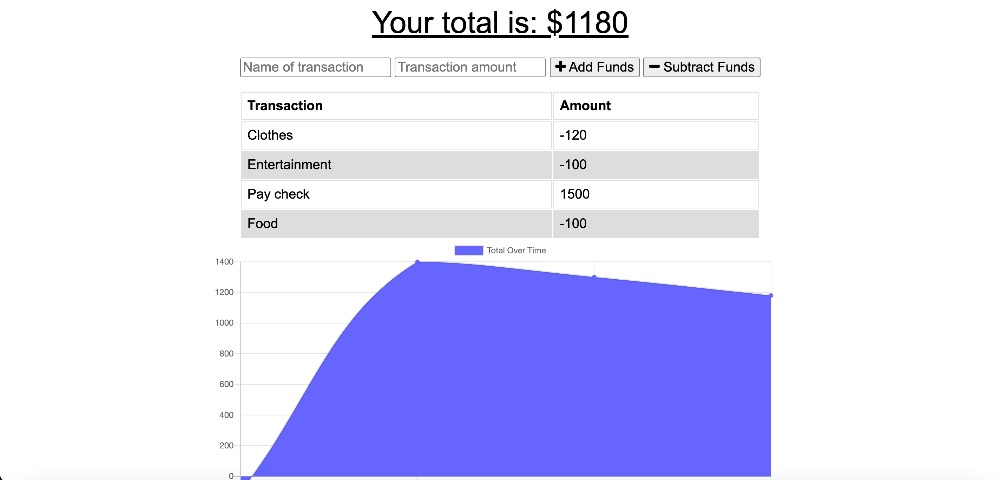 Your total is: $1180
Name of transaction Transaction amount Add Funds Subtract Funds
Transaction Amount
Clothes -120
Entertainment -100
Pay check 1500
Food -100
Total Over Time
1400
1200
1000
800
600
400
200
0